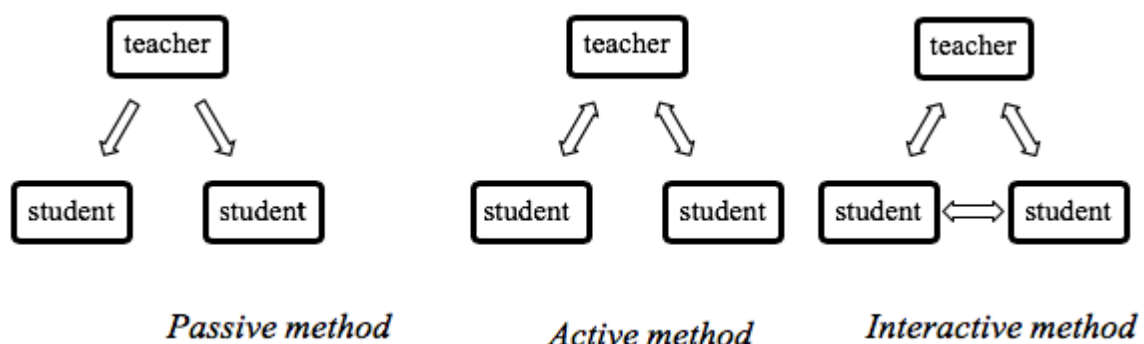 teacher
teacher
teacher
student
student
student
student
student
student
Passive method
Active method
Interactive method